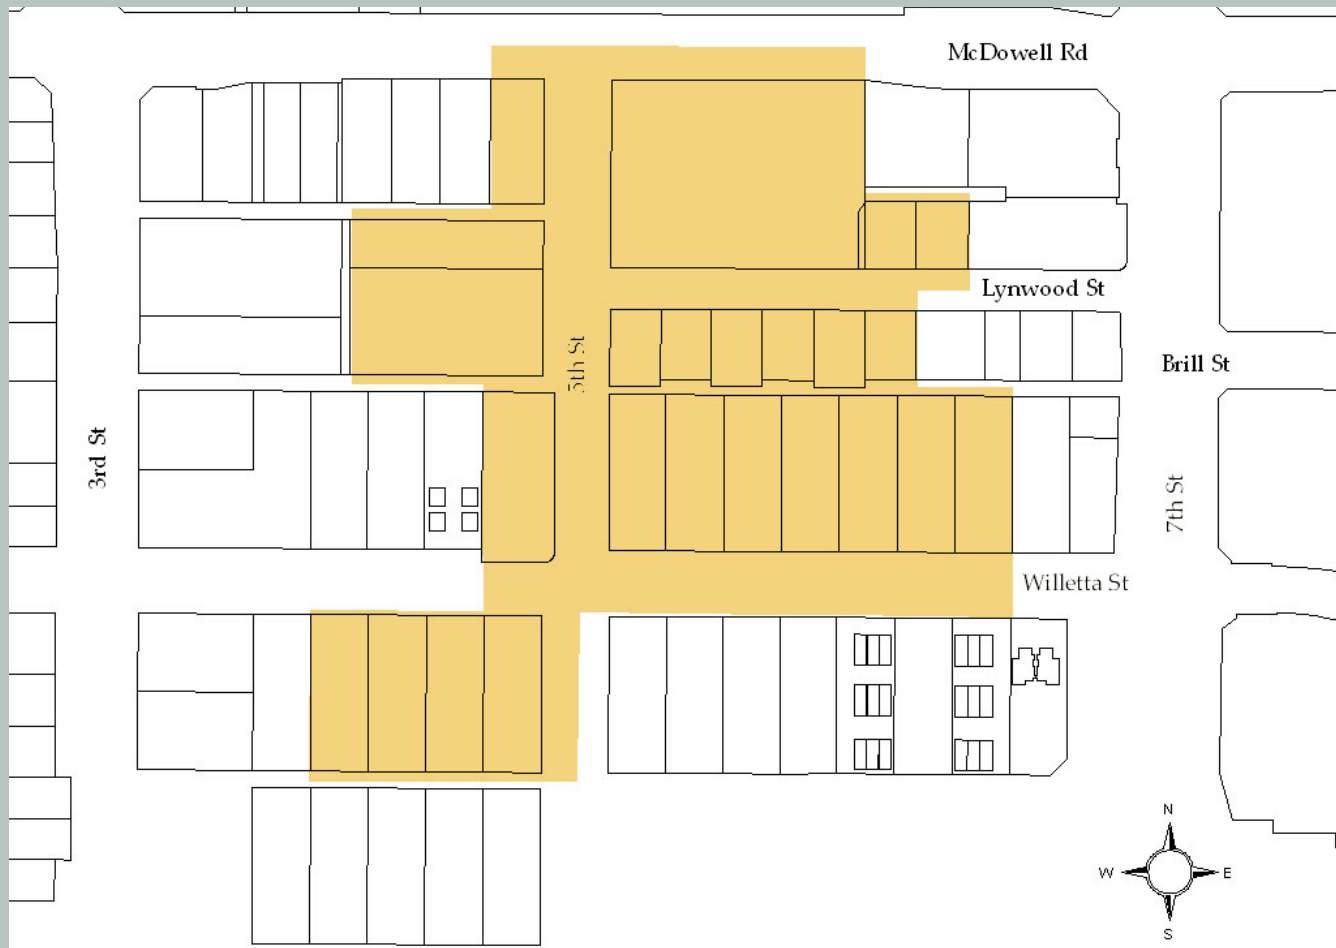 McDowell Rd
Lynwood St
5th St
Brill St
3rd St
7th St
Willetta St
N
W
E
S